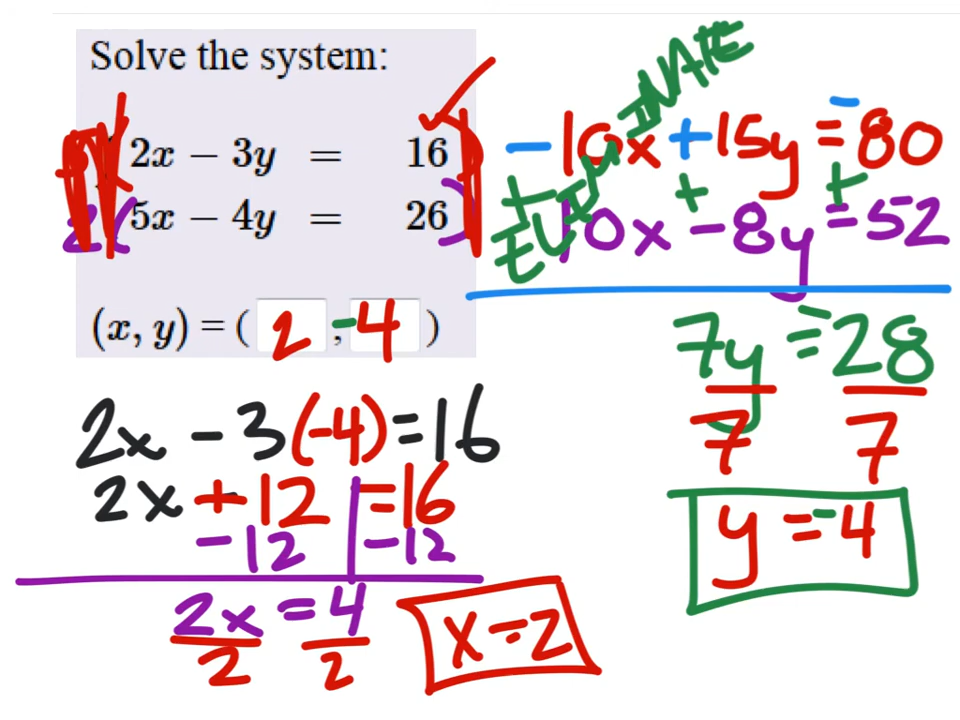 Solve the system:
2x − 3y = 16
5x − 4y = 26
2(
(x, y) = ( 2 , -4 )
ELIMINATE
-10x + 15y = -80
+ + +
10x - 8y = 52
7y = -28
7 7
y = -4
2x - 3(-4) = 16
2x + 12 = 16
-12 -12
2x = 4
2 2
x = 2